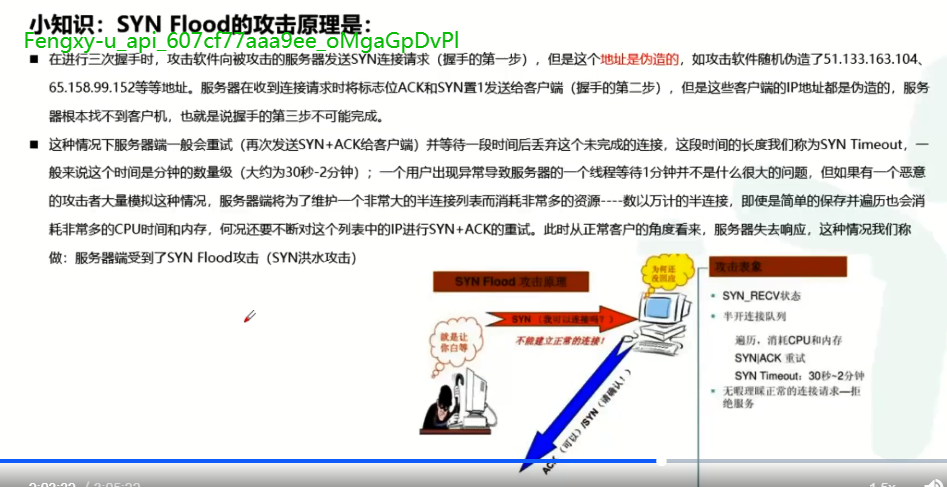 小知识：SYN Flood的攻击原理是：
Fengxy-u_api_607cf77aaa9ee_oMgaGpDvPl
■ 在进行三次握手时，攻击软件向被攻击的服务器发送SYN连接请求（握手的第一步），但是这个地址是伪造的，如攻击软件随机伪造了51.133.163.104、
65.158.99.152等等地址。服务器在收到连接请求时将标志位ACK和SYN置1发送给客户端（握手的第二步），但是这些客户端的IP地址都是伪造的，服务
器根本找不到客户机，也就是说握手的第三步不可能完成。
■ 这种情况下服务器端一般会重试（再次发送SYN+ACK给客户端）并等待一段时间后丢弃这个未完成的连接，这段时间的长度我们称为SYN Timeout，一
般来说这个时间是分钟的数量级（大约为30秒-2分钟）；一个用户出现异常导致服务器的一个线程等待1分钟并不是什么很大的问题，但如果有一个恶意
的攻击者大量模拟这种情况，服务器端将为了维护一个非常大的半连接列表而消耗非常多的资源----数以万计的半连接，即使是简单的保存并遍历也会消
耗非常多的CPU时间和内存，何况还要不断对这个列表中的IP进行SYN+ACK的重试。此时从正常客户的角度看来，服务器失去响应，这种情况我们称
做：服务器端受到了SYN Flood攻击（SYN洪水攻击）
SYN Flood 攻击原理
为何还
没回应
攻击表象
SYN （我可以连接吗？）
不能建立正常的连接！
就是让
你白等
ACK（可以）/SYN（请确认！）
• SYN_RECV状态
• 半开连接队列
遍历，消耗CPU和内存
SYN|ACK 重试
SYN Timeout：30秒~2分钟
• 无暇理睬正常的连接请求—拒
绝服务
1.5x